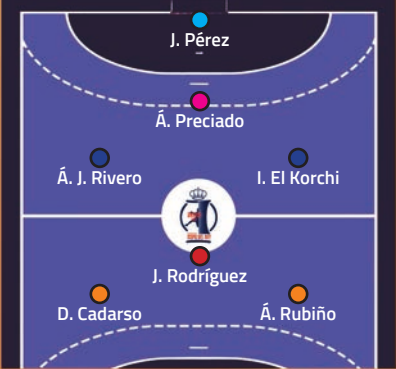 J. Pérez
Á. Preciado
Á. J. Rivero
I. El Korchi
J. Rodríguez
D. Cadarso
Á. Rubiño